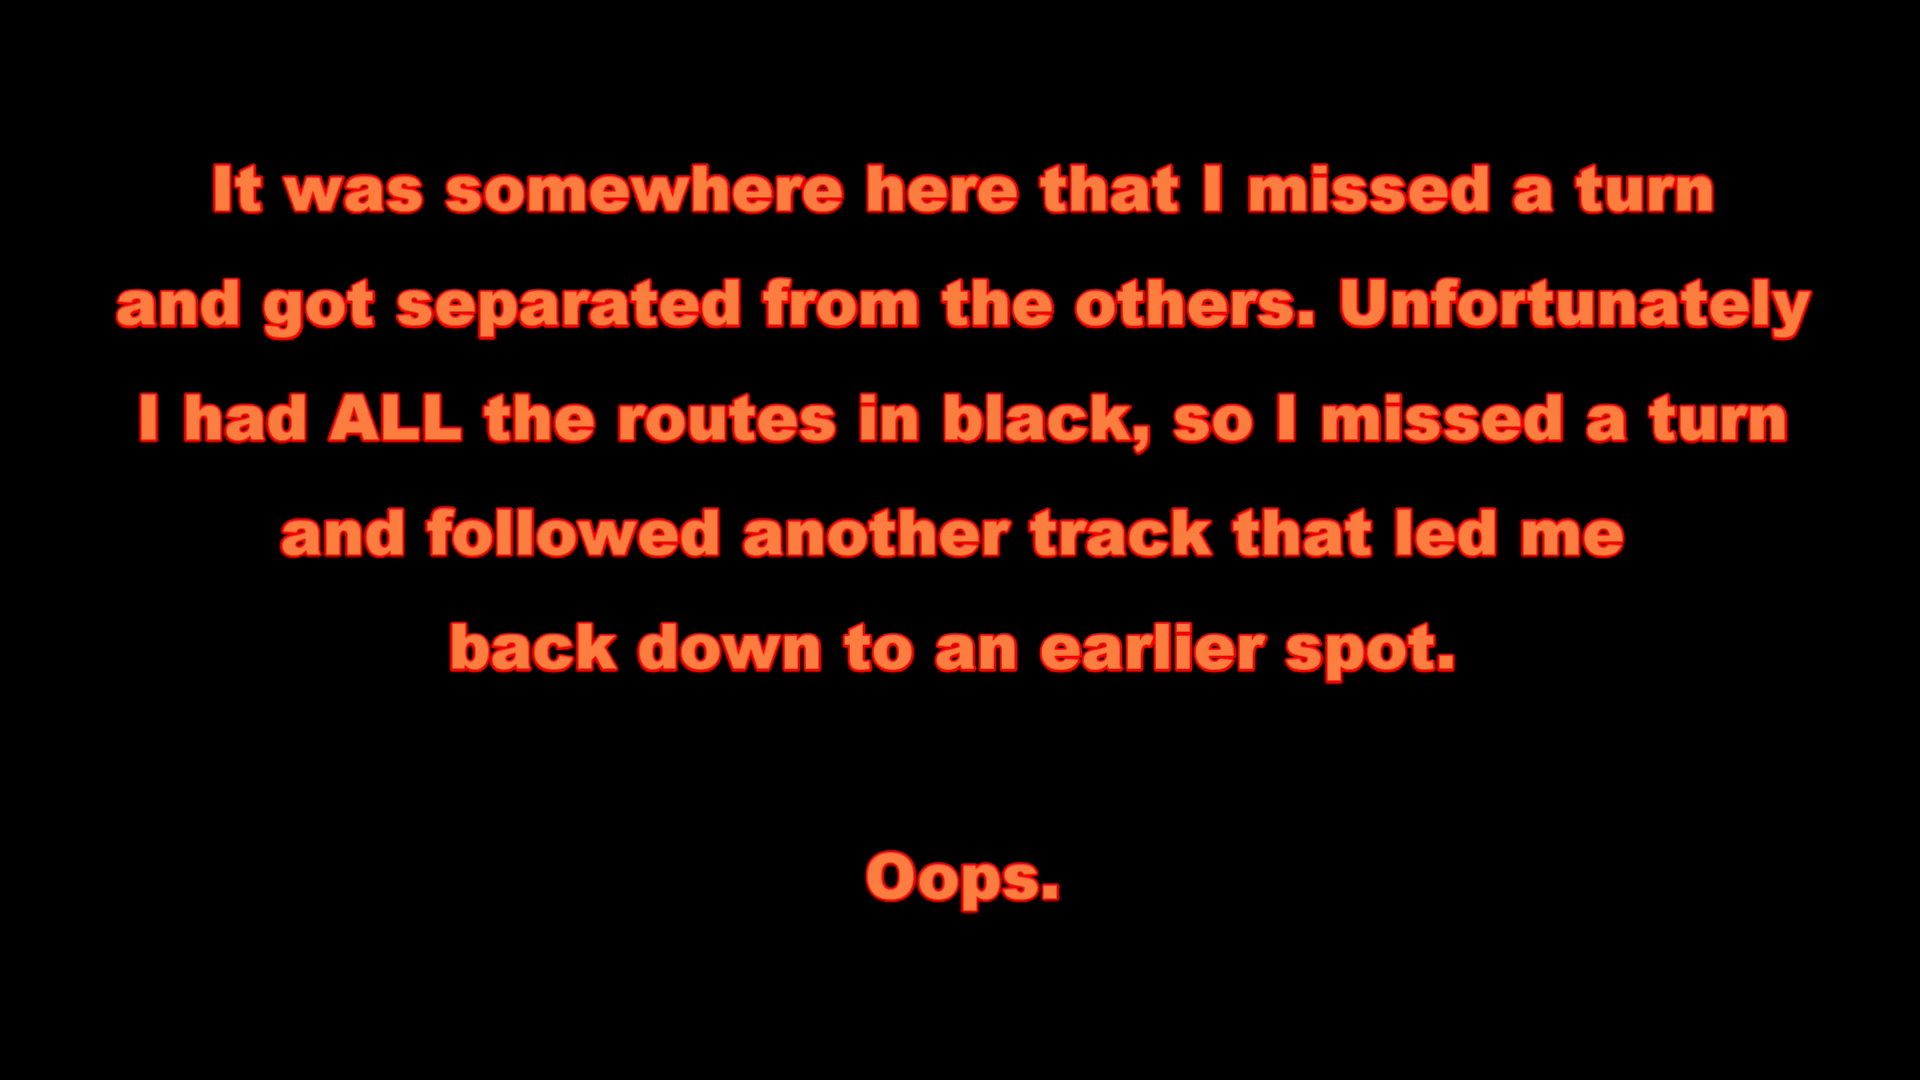 It was somewhere here that I missed a turn
and got separated from the others. Unfortunately
I had ALL the routes in black, so I missed a turn
and followed another track that led me
back down to an earlier spot.
Oops.